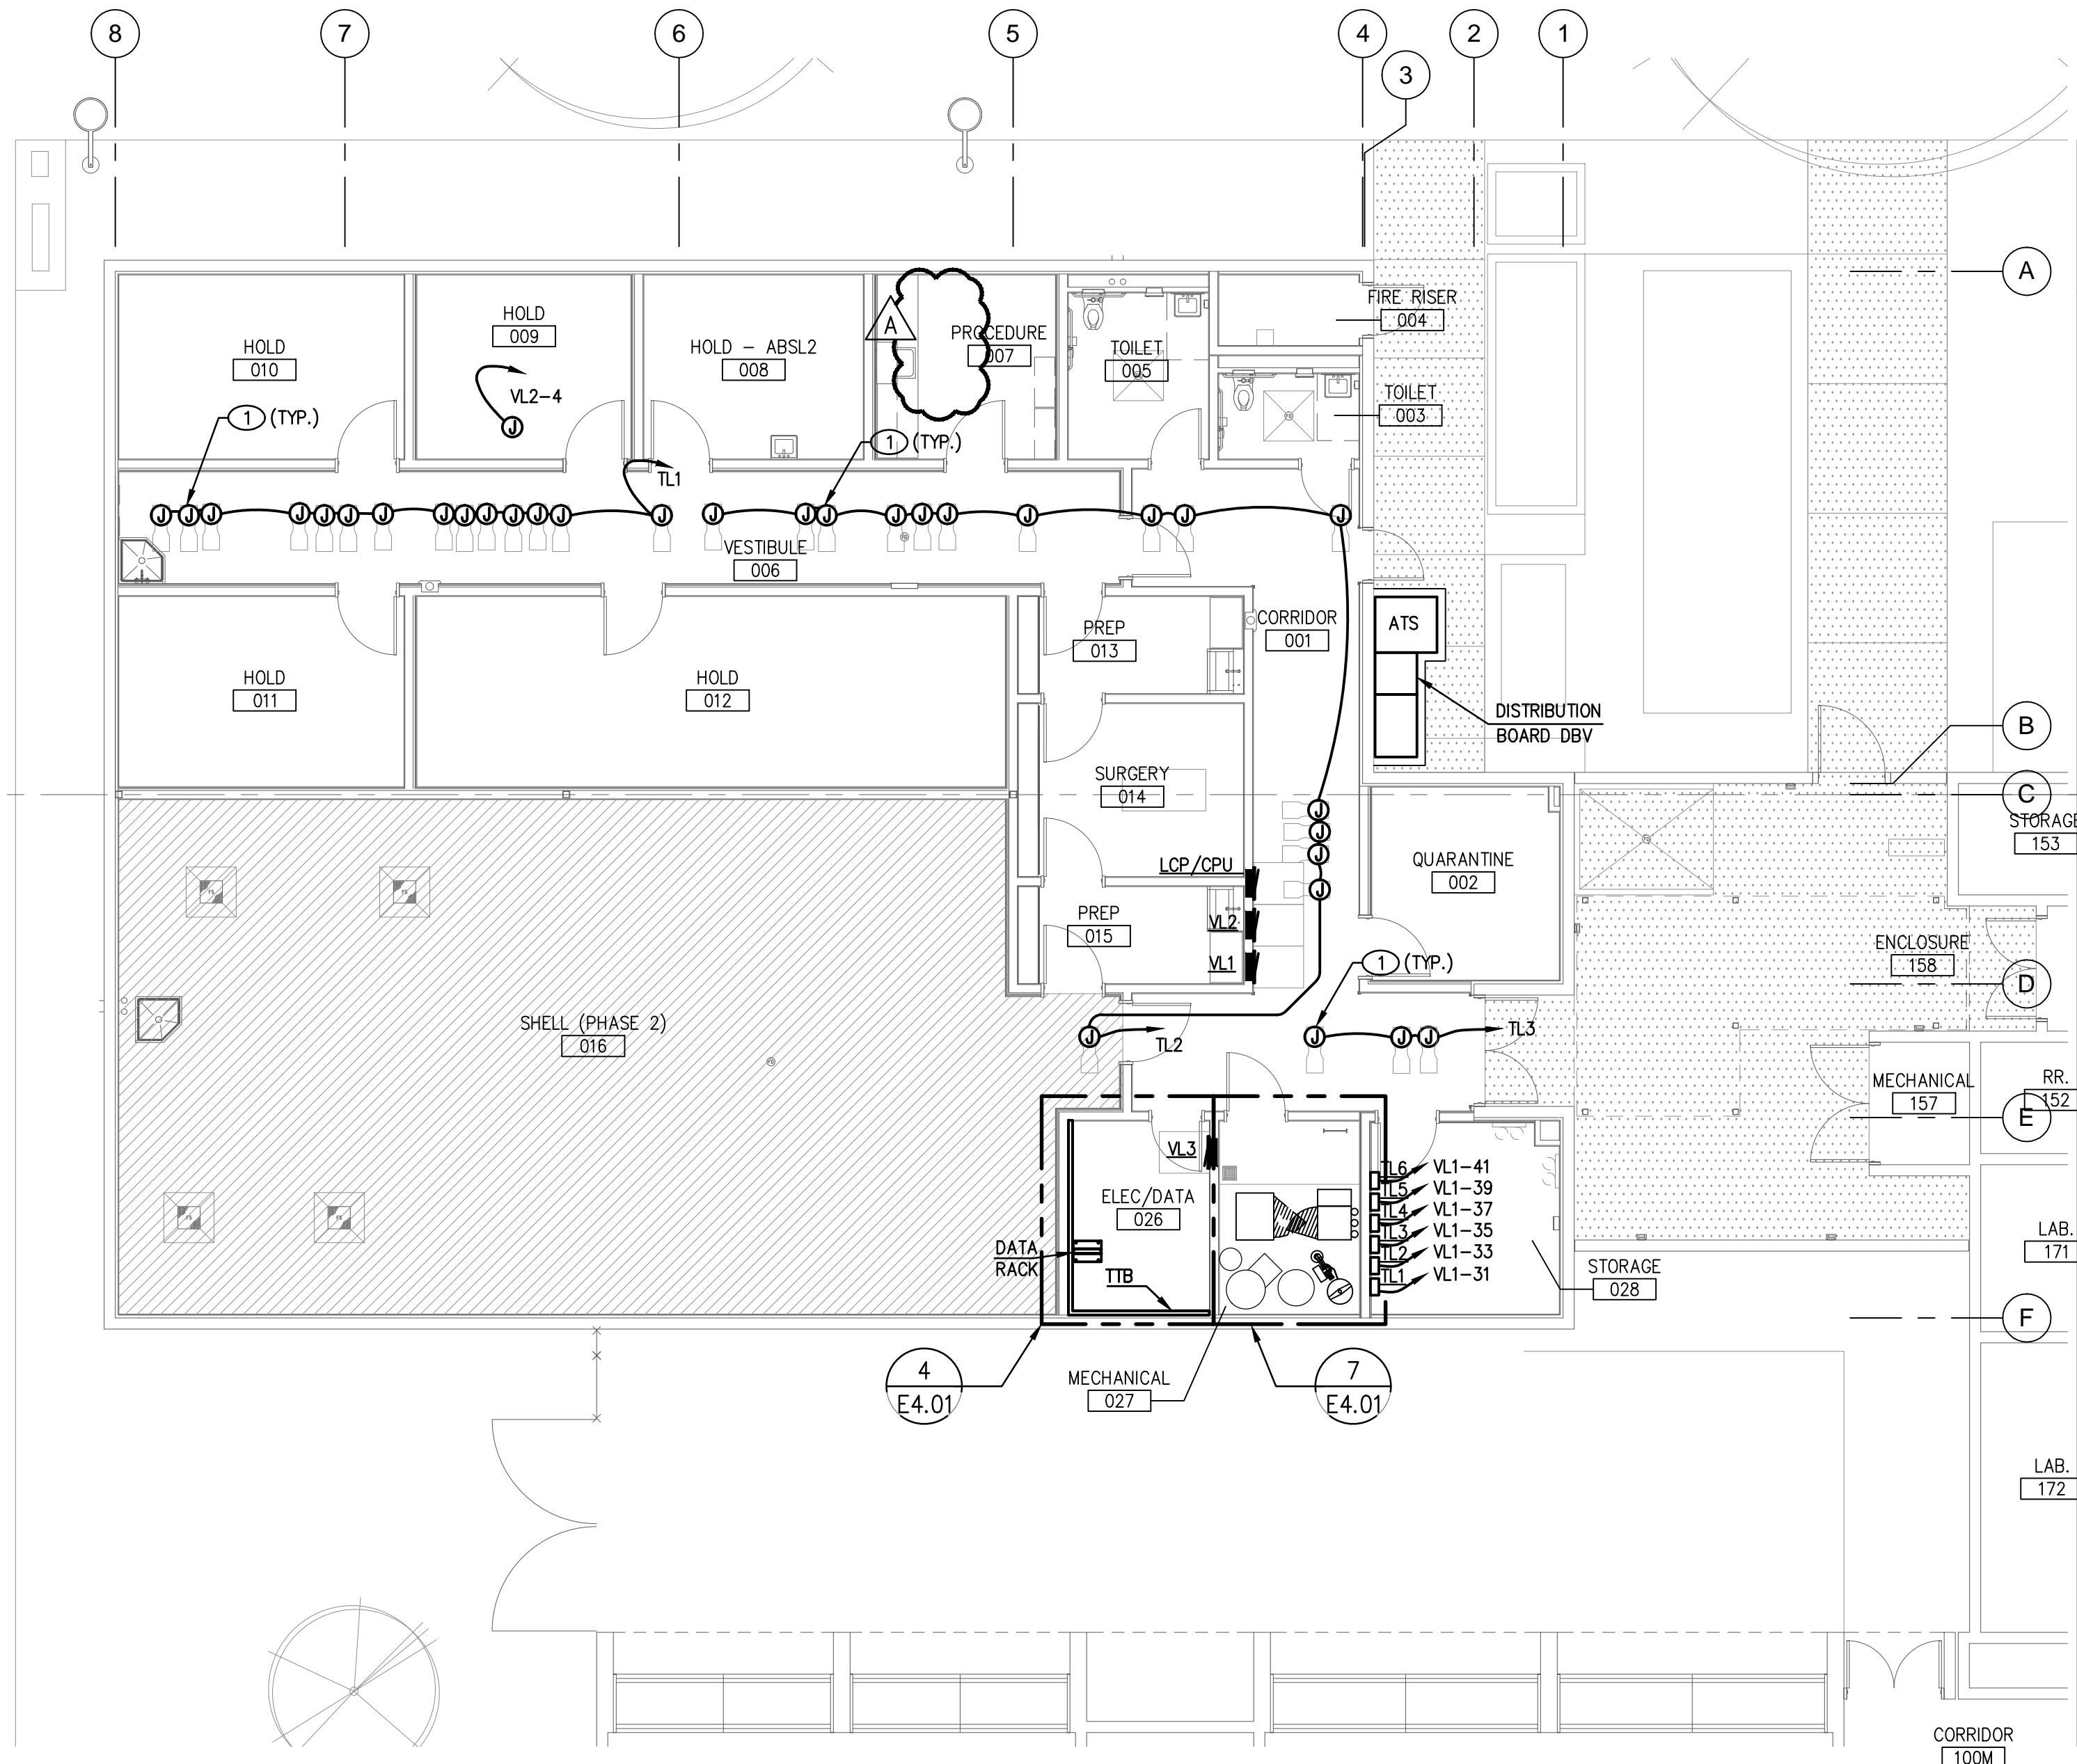 8
7
6
5
4
3
2
1
A
FIRE RISER
004
HOLD
009
A
PROCEDURE
007
HOLD
010
HOLD - ABSL2
008
TOILET
005
TOILET
003
VL2-4
J
1 (TYP.)
1 (TYP.)
TL1
J J J J J J J J J J J J J J J J J J J J J J J J
VESTIBULE
006
PREP
013
CORRIDOR
001
ATS
HOLD
011
HOLD
012
DISTRIBUTION
BOARD DBV
B
SURGERY
014
C
STORAGE
153
J
J
J
J
LCP/CPU
QUARANTINE
002
PREP
015
VL2
VL1
1 (TYP.)
ENCLOSURE
158
D
SHELL (PHASE 2)
016
J
TL2
J J J
TL3
MECHANICAL
157
RR.
152
E
VL3
ELEC/DATA
026
TL6 VL1-41
TL5 VL1-39
TL4 VL1-37
TL3 VL1-35
TL2 VL1-33
TL1 VL1-31
DATA
RACK
TTB
STORAGE
028
LAB.
171
F
4
E4.01
MECHANICAL
027
7
E4.01
LAB.
172
CORRIDOR
100M